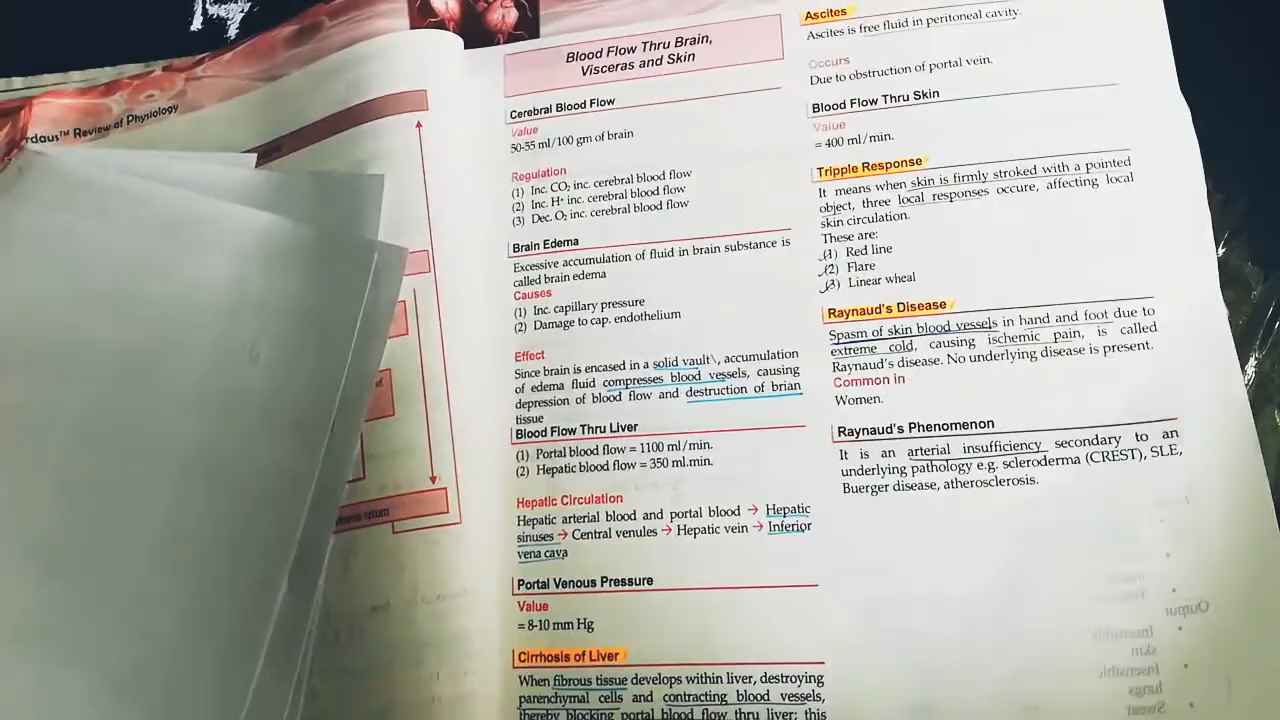 rdaus™ Review of Physiology
venous return
Blood Flow Thru Brain,
Visceras and Skin
Cerebral Blood Flow
Value
50-55 ml/100 gm of brain
Regulation
(1) Inc. CO₂ inc. cerebral blood flow
(2) Inc. H⁺ inc. cerebral blood flow
(3) Dec. O₂ inc. cerebral blood flow
Brain Edema
Excessive accumulation of fluid in brain substance is
called brain edema
Causes
(1) Inc. capillary pressure
(2) Damage to cap. endothelium
Effect
Since brain is encased in a solid vault\, accumulation
of edema fluid compresses blood vessels, causing
depression of blood flow and destruction of brian
tissue
Blood Flow Thru Liver
(1) Portal blood flow = 1100 ml/min.
(2) Hepatic blood flow = 350 ml.min.
Hepatic Circulation
Hepatic arterial blood and portal blood → Hepatic
sinuses → Central venules → Hepatic vein → Inferior
vena cava
Portal Venous Pressure
Value
= 8-10 mm Hg
Cirrhosis of Liver
When fibrous tissue develops within liver, destroying
parenchymal cells and contracting blood vessels,
thereby blocking portal blood flow thru liver; this
Ascites
Ascites is free fluid in peritoneal cavity.
Occurs
Due to obstruction of portal vein.
Blood Flow Thru Skin
Value
= 400 ml/min.
Tripple Response
It means when skin is firmly stroked with a pointed
object, three local responses occure, affecting local
skin circulation.
These are:
(1) Red line
(2) Flare
(3) Linear wheal
Raynaud's Disease
Spasm of skin blood vessels in hand and foot due to
extreme cold, causing ischemic pain, is called
Raynaud's disease. No underlying disease is present.
Common in
Women.
Raynaud's Phenomenon
It is an arterial insufficiency secondary to an
underlying pathology e.g. scleroderma (CREST), SLE,
Buerger disease, atherosclerosis.